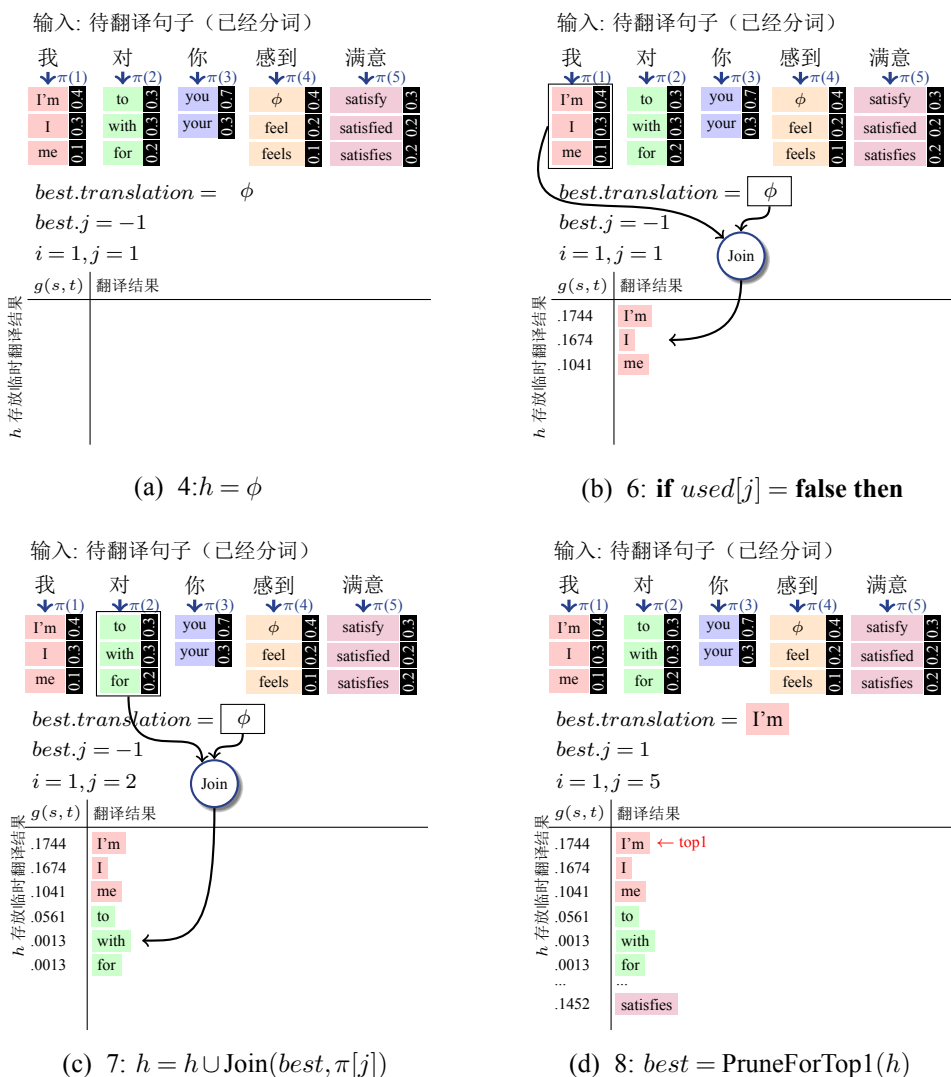 输入: 待翻译句子（已经分词）
我 对 你 感到 满意
π(1) π(2) π(3) π(4) π(5)
I'm 0.4 to 0.3 you 0.7 ϕ 0.4 satisfy 0.3
I 0.3 with 0.3 your 0.3 feel 0.2 satisfied 0.2
me 0.1 for 0.2 feels 0.1 satisfies 0.2
best.translation = ϕ
best.j = −1
i = 1, j = 1
g(s, t) 翻译结果
h 存放临时翻译结果
(a) 4:h = ϕ
输入: 待翻译句子（已经分词）
我 对 你 感到 满意
π(1) π(2) π(3) π(4) π(5)
I'm 0.4 to 0.3 you 0.7 ϕ 0.4 satisfy 0.3
I 0.3 with 0.3 your 0.3 feel 0.2 satisfied 0.2
me 0.1 for 0.2 feels 0.1 satisfies 0.2
best.translation = ϕ
best.j = −1
i = 1, j = 1
Join
g(s, t) 翻译结果
h 存放临时翻译结果
.1744 I'm
.1674 I
.1041 me
(b) 6: if used[j] = false then
输入: 待翻译句子（已经分词）
我 对 你 感到 满意
π(1) π(2) π(3) π(4) π(5)
I'm 0.4 to 0.3 you 0.7 ϕ 0.4 satisfy 0.3
I 0.3 with 0.3 your 0.3 feel 0.2 satisfied 0.2
me 0.1 for 0.2 feels 0.1 satisfies 0.2
best.translation = ϕ
best.j = −1
i = 1, j = 2
Join
g(s, t) 翻译结果
h 存放临时翻译结果
.1744 I'm
.1674 I
.1041 me
.0561 to
.0013 with
.0013 for
(c) 7: h = h∪Join(best, π[j])
输入: 待翻译句子（已经分词）
我 对 你 感到 满意
π(1) π(2) π(3) π(4) π(5)
I'm 0.4 to 0.3 you 0.7 ϕ 0.4 satisfy 0.3
I 0.3 with 0.3 your 0.3 feel 0.2 satisfied 0.2
me 0.1 for 0.2 feels 0.1 satisfies 0.2
best.translation = I'm
best.j = 1
i = 1, j = 5
g(s, t) 翻译结果
h 存放临时翻译结果
.1744 I'm ← top1
.1674 I
.1041 me
.0561 to
.0013 with
.0013 for
... ...
.1452 satisfies
(d) 8: best = PruneForTop1(h)